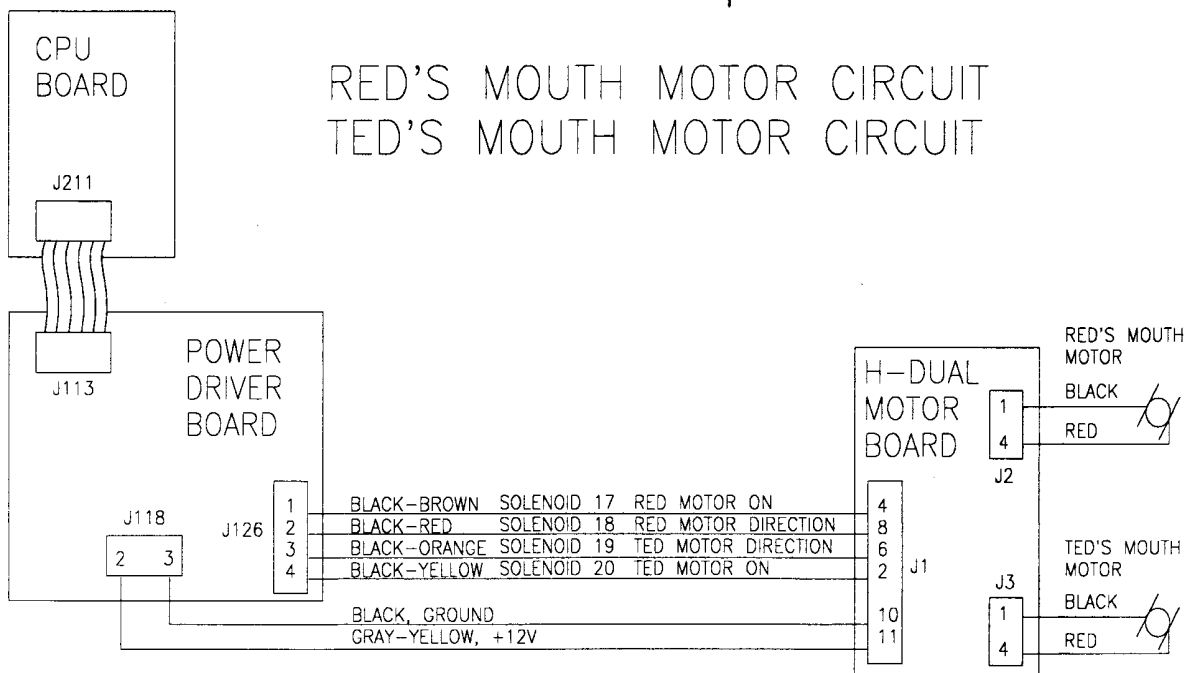 CPU
BOARD
RED'S MOUTH MOTOR CIRCUIT
TED'S MOUTH MOTOR CIRCUIT
J211
J113
POWER
DRIVER
BOARD
J118
2 3
J126
1
2
3
4
BLACK-BROWN SOLENOID 17 RED MOTOR ON
BLACK-RED SOLENOID 18 RED MOTOR DIRECTION
BLACK-ORANGE SOLENOID 19 TED MOTOR DIRECTION
BLACK-YELLOW SOLENOID 20 TED MOTOR ON
BLACK, GROUND
GRAY-YELLOW, +12V
H-DUAL
MOTOR
BOARD
4
8
6
2
10
11
J1
1
4
J2
RED'S MOUTH
MOTOR
BLACK
RED
J3
1
4
TED'S MOUTH
MOTOR
BLACK
RED